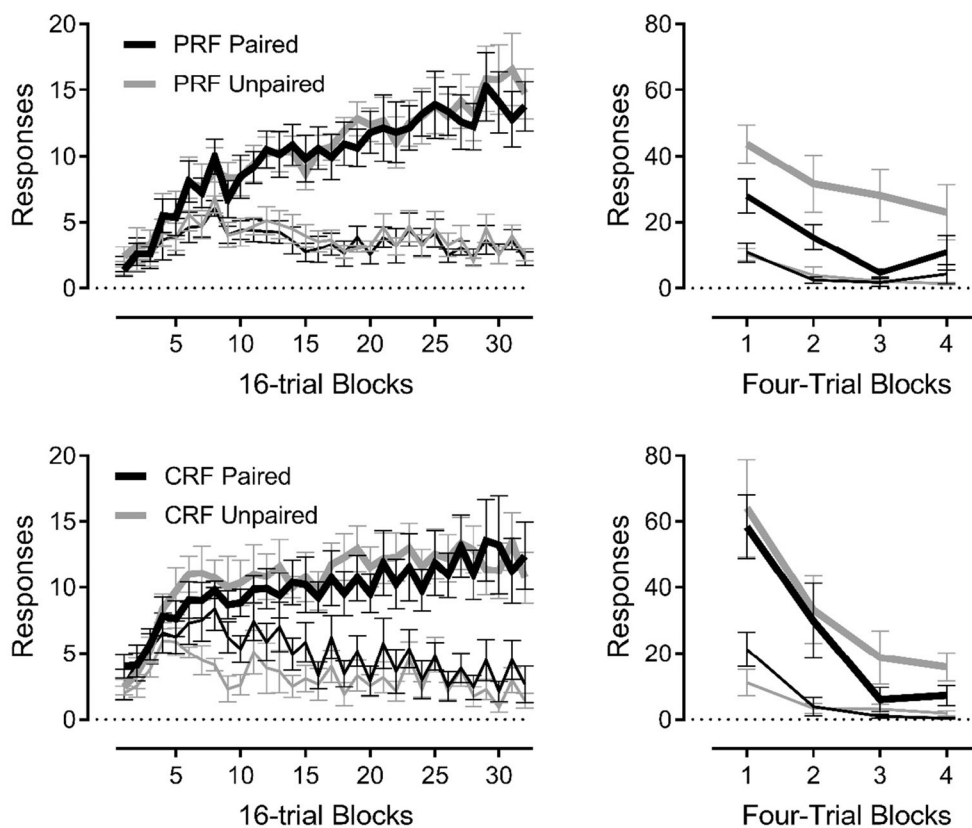 20
15
10
5
0
Responses
PRF Paired
PRF Unpaired
5 10 15 20 25 30
16-trial Blocks
80
60
40
20
0
Responses
1 2 3 4
Four-Trial Blocks
20
15
10
5
0
Responses
CRF Paired
CRF Unpaired
5 10 15 20 25 30
16-trial Blocks
80
60
40
20
0
Responses
1 2 3 4
Four-Trial Blocks